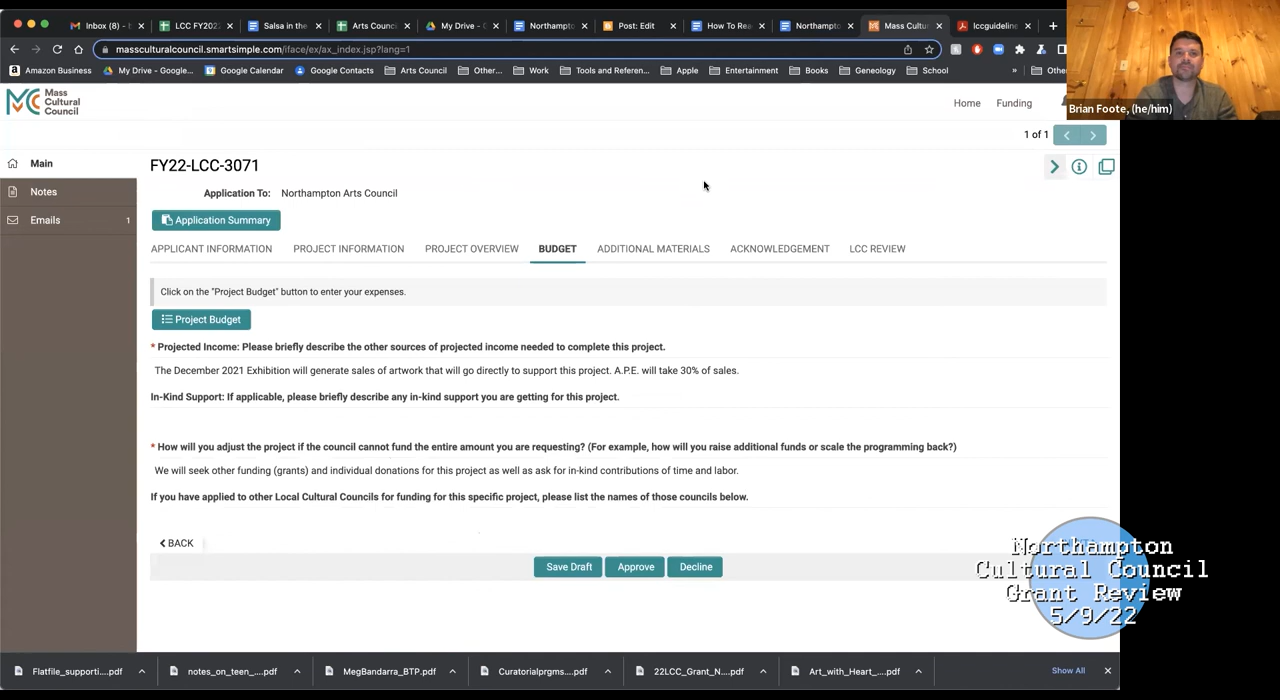 Inbox (8) - 
LCC FY2022
Salsa in the
Arts Counc
My Drive - G
Northampto
Post: Edit
How To Rea
Northampto
Mass Cultu
lccguideline
massculturalcouncil.smartsimple.com/iface/ex/ax_index.jsp?lang=1
Amazon Business
My Drive - Google...
Google Calendar
Google Contacts
Arts Council
Other...
Work
Tools and Referen...
Apple
Entertainment
Books
Geneology
School
»
Othe
Brian Foote, (he/him)
Mass
Cultural
Council
Home
Funding
1 of 1
Main
Notes
Emails 1
FY22-LCC-3071
Application To: Northampton Arts Council
Application Summary
APPLICANT INFORMATION
PROJECT INFORMATION
PROJECT OVERVIEW
BUDGET
ADDITIONAL MATERIALS
ACKNOWLEDGEMENT
LCC REVIEW
Click on the "Project Budget" button to enter your expenses.
Project Budget
* Projected Income: Please briefly describe the other sources of projected income needed to complete this project.
The December 2021 Exhibition will generate sales of artwork that will go directly to support this project. A.P.E. will take 30% of sales.
In-Kind Support: If applicable, please briefly describe any in-kind support you are getting for this project.
* How will you adjust the project if the council cannot fund the entire amount you are requesting? (For example, how will you raise additional funds or scale the programming back?)
We will seek other funding (grants) and individual donations for this project as well as ask for in-kind contributions of time and labor.
If you have applied to other Local Cultural Councils for funding for this specific project, please list the names of those councils below.
BACK
Save Draft
Approve
Decline
Northampton
Cultural Council
Grant Review
5/9/22
Flatfile_supporti....pdf
notes_on_teen_....pdf
MegBandarra_BTP.pdf
Curatorialprgms....pdf
22LCC_Grant_N....pdf
Art_with_Heart_....pdf
Show All